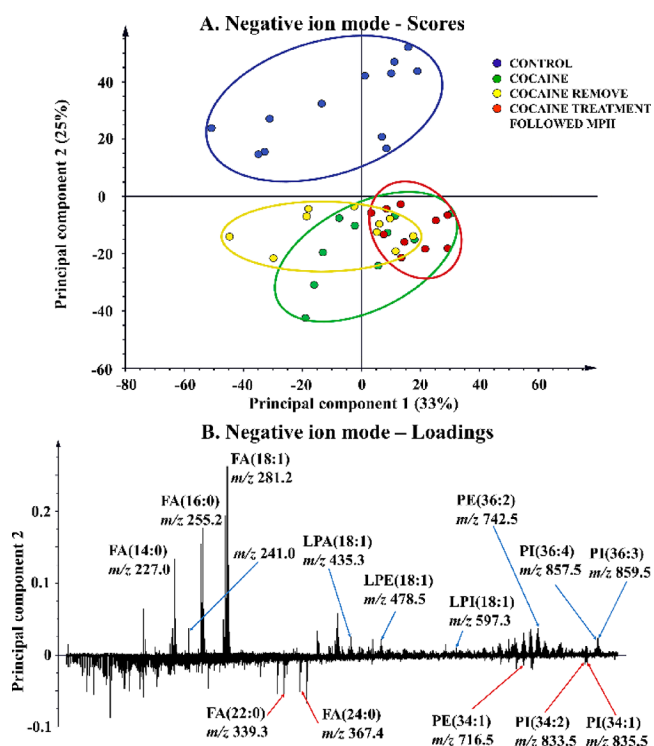 A. Negative ion mode - Scores
CONTROL
COCAINE
COCAINE REMOVE
COCAINE TREATMENT
FOLLOWED MPH
Principal component 2 (25%)
40
20
0
-20
-40
-60
-80
-60
-40
-20
0
20
40
60
Principal component 1 (33%)
B. Negative ion mode – Loadings
Principal component 2
0.2
0.1
0
-0.1
FA(18:1)
m/z 281.2
FA(16:0)
m/z 255.2
FA(14:0)
m/z 227.0
m/z 241.0
LPA(18:1)
m/z 435.3
LPE(18:1)
m/z 478.5
LPI(18:1)
m/z 597.3
PE(36:2)
m/z 742.5
PI(36:4)
m/z 857.5
PI(36:3)
m/z 859.5
FA(22:0)
m/z 339.3
FA(24:0)
m/z 367.4
PE(34:1)
m/z 716.5
PI(34:2)
m/z 833.5
PI(34:1)
m/z 835.5